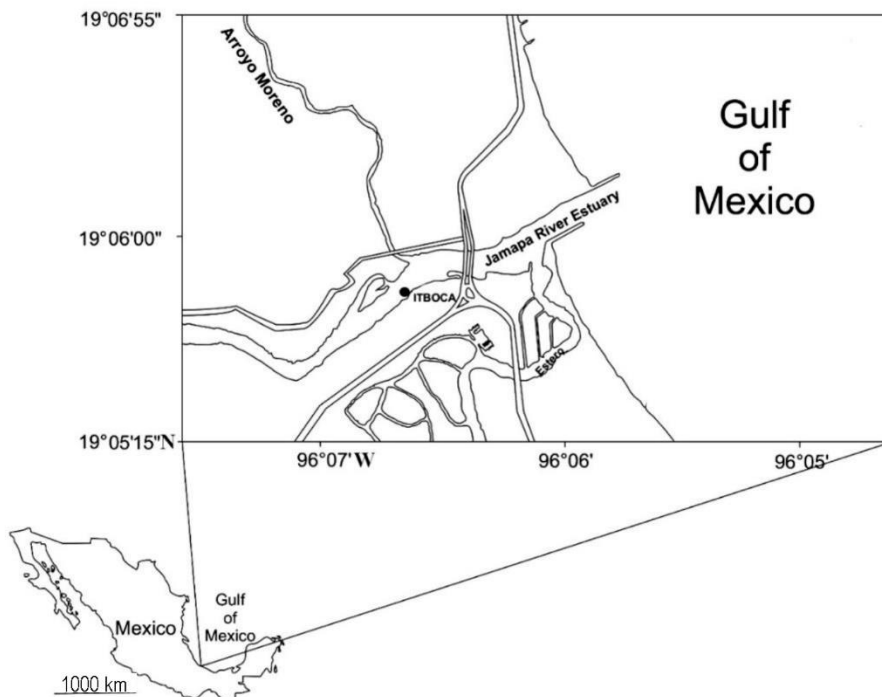 19°06'55"
Arroyo Moreno
Gulf
of
Mexico
Jamapa River Estuary
19°06'00"
ITBOCA
Estero
19°05'15"N
96°07'W
96°06'
96°05'
Gulf
of
Mexico
Mexico
1000 km